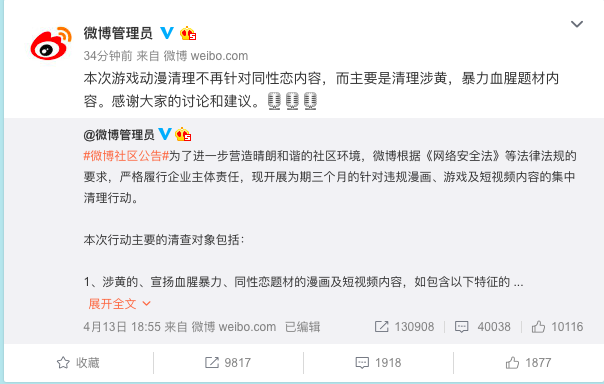 微博管理员
34分钟前 来自 微博 weibo.com
本次游戏动漫清理不再针对同性恋内容，而主要是清理涉黄，暴力血腥题材内
容。感谢大家的讨论和建议。
@微博管理员
#微博社区公告#为了进一步营造晴朗和谐的社区环境，微博根据《网络安全法》等法律法规的
要求，严格履行企业主体责任，现开展为期三个月的针对违规漫画、游戏及短视频内容的集中
清理行动。
本次行动主要的清查对象包括：
1、涉黄的、宣扬血腥暴力、同性恋题材的漫画及短视频内容，如包含以下特征的 ...
展开全文
4月13日 18:55 来自 微博 weibo.com 已编辑 130908 40038 10116
收藏 9817 1918 1877